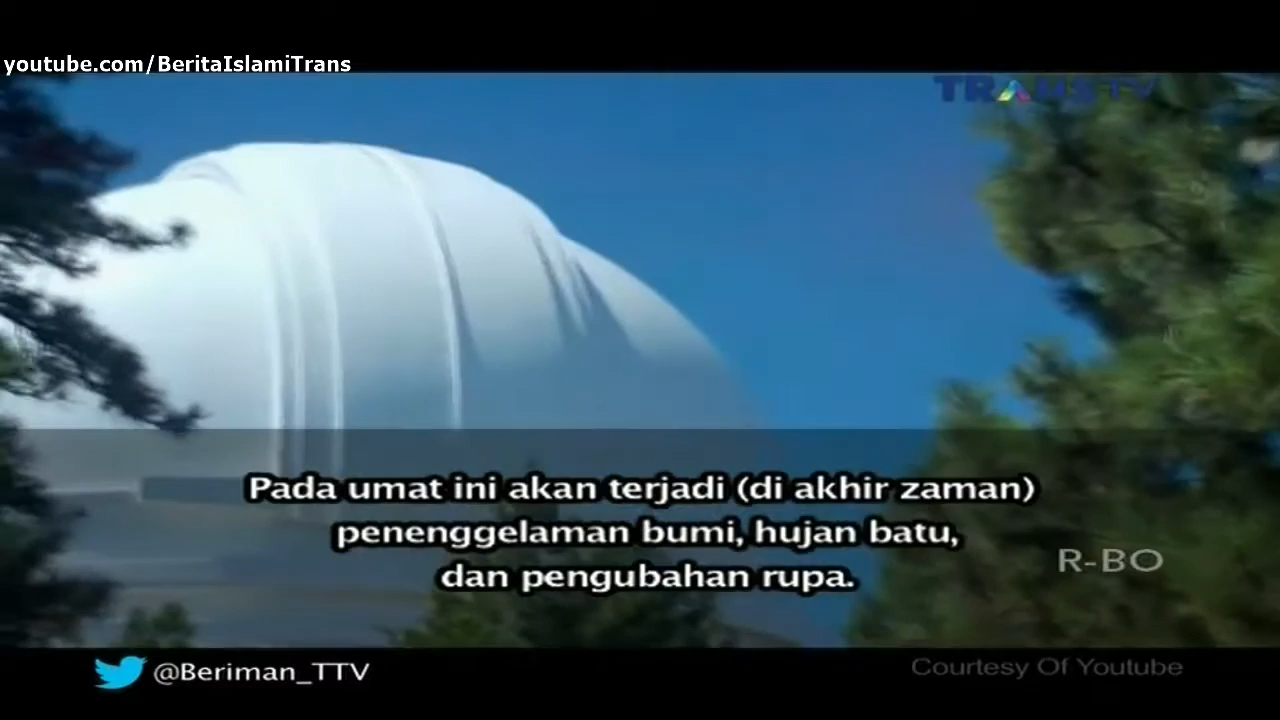 youtube.com/BeritaIslamiTrans
TRANS TV
Pada umat ini akan terjadi (di akhir zaman)
penenggelaman bumi, hujan batu,
dan pengubahan rupa.
R-BO
@Beriman_TTV
Courtesy Of Youtube